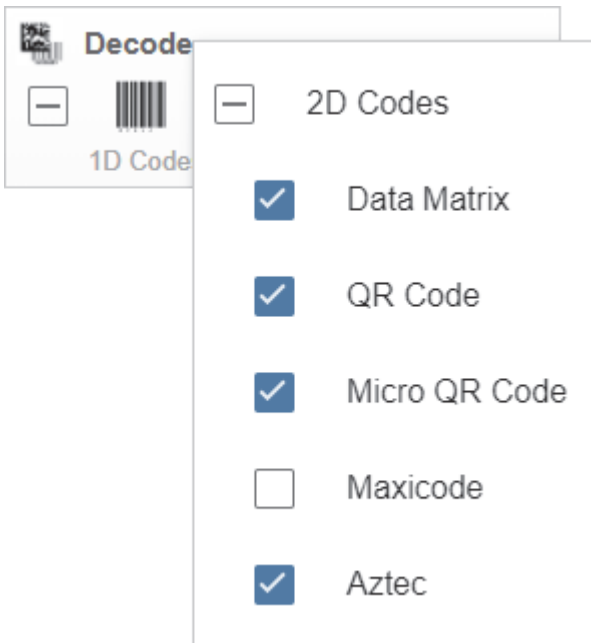 Decode
1D Code
2D Codes
Data Matrix
QR Code
Micro QR Code
Maxicode
Aztec